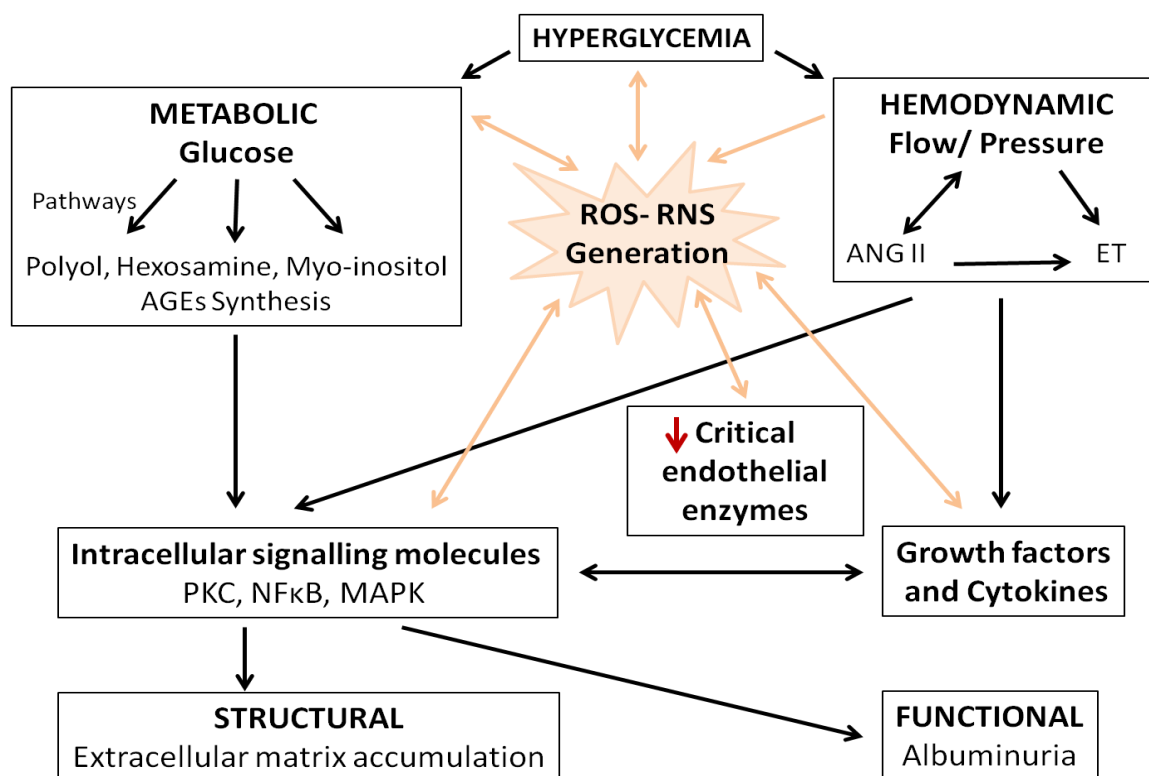 HYPERGLYCEMIA
METABOLIC
Glucose
Pathways
Polyol, Hexosamine, Myo-inositol
AGEs Synthesis
ROS- RNS
Generation
HEMODYNAMIC
Flow/ Pressure
ANG II
ET
Critical
endothelial
enzymes
Intracellular signalling molecules
PKC, NFκB, MAPK
Growth factors
and Cytokines
STRUCTURAL
Extracellular matrix accumulation
FUNCTIONAL
Albuminuria